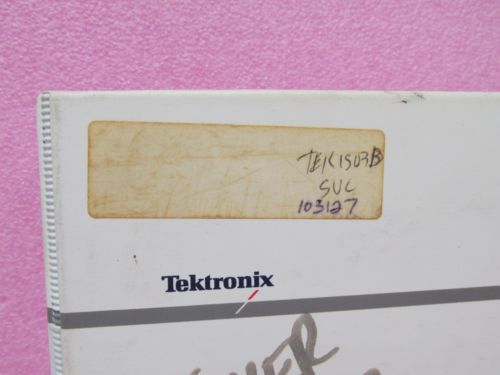 TEK1503B
SVC
103127
Tektronix